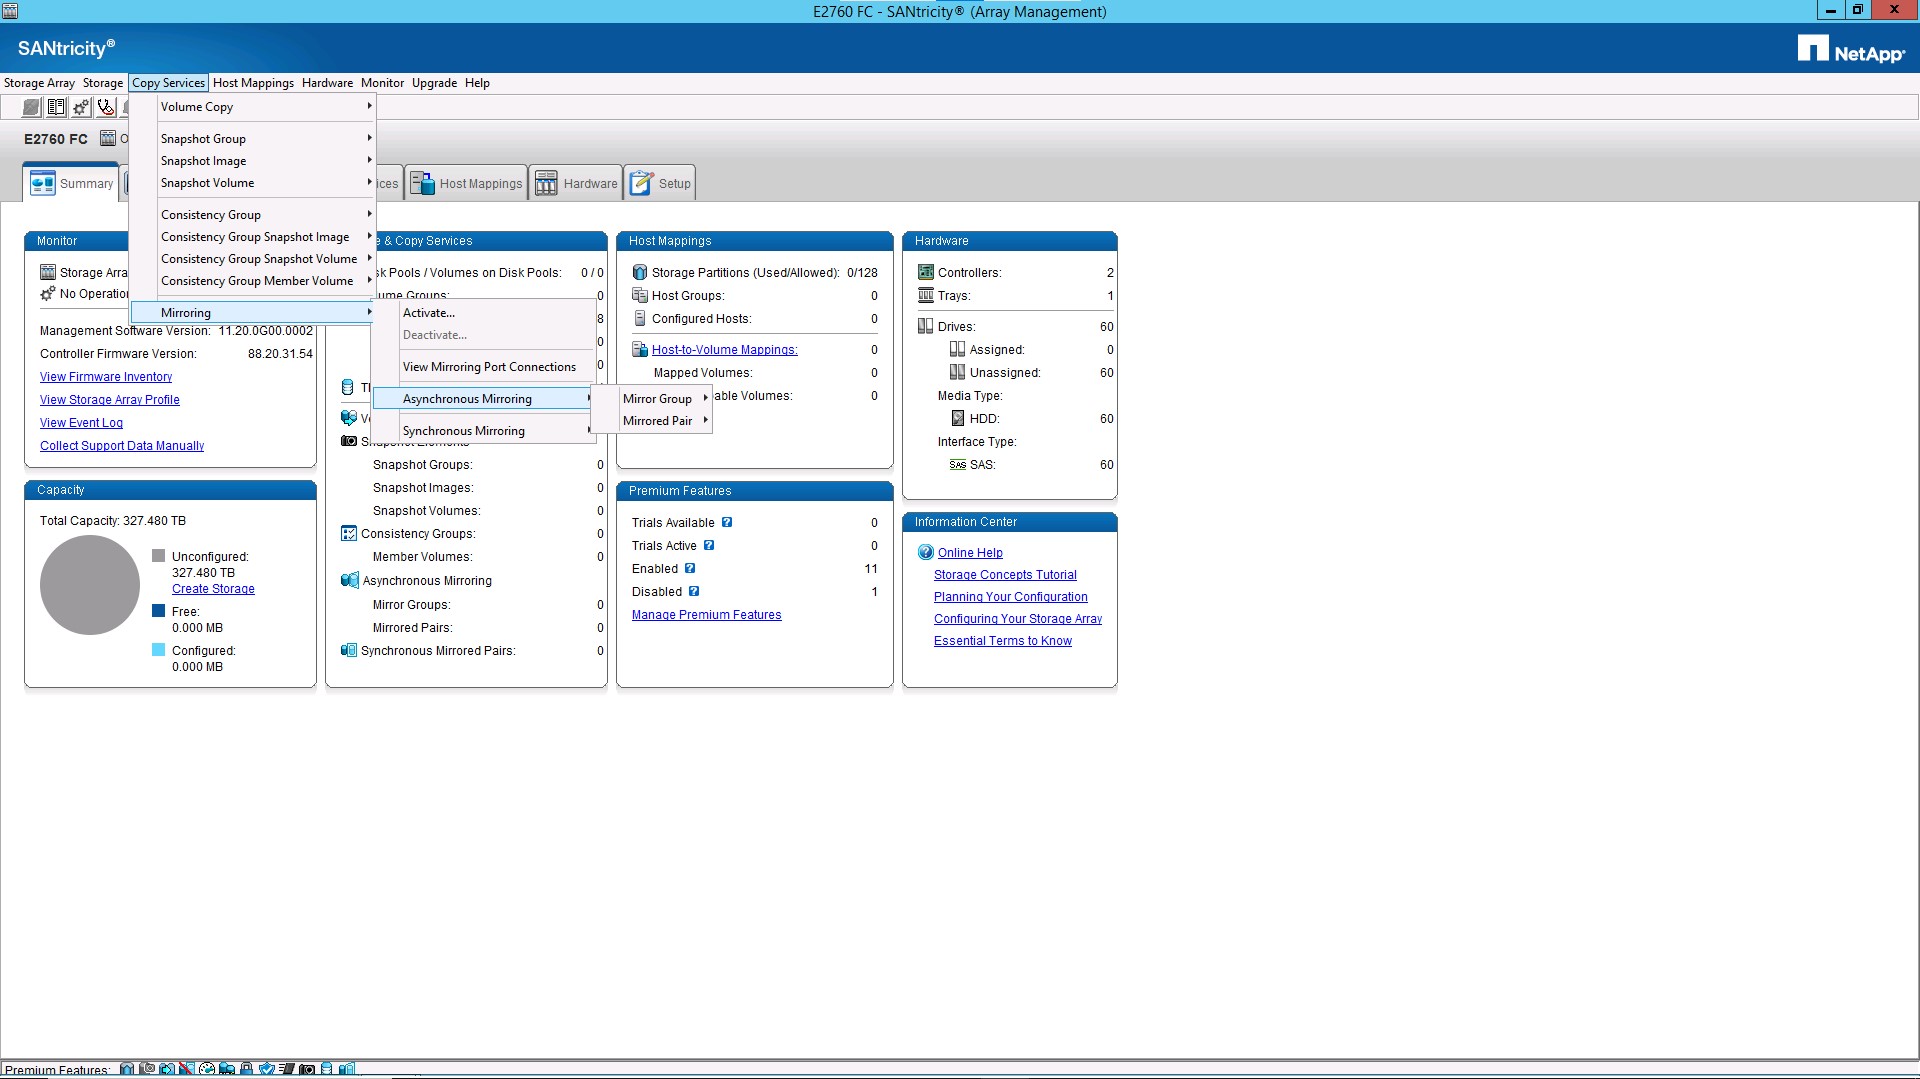 E2760 FC - SANtricity® (Array Management)
SANtricity®
NetApp
Storage Array Storage Copy Services Host Mappings Hardware Monitor Upgrade Help
Volume Copy
Snapshot Group
Snapshot Image
Snapshot Volume
Consistency Group
Consistency Group Snapshot Image
Consistency Group Snapshot Volume
Consistency Group Member Volume
Mirroring
Activate...
Deactivate...
View Mirroring Port Connections
Asynchronous Mirroring
Synchronous Mirroring
Mirror Group
Mirrored Pair
E2760 FC
Summary
Host Mappings
Hardware
Setup
Monitor
Storage Arra
No Operation
Management Software Version: 11.20.0G00.0002
Controller Firmware Version: 88.20.31.54
View Firmware Inventory
View Storage Array Profile
View Event Log
Collect Support Data Manually
Capacity
Total Capacity: 327.480 TB
Unconfigured:
327.480 TB
Create Storage
Free:
0.000 MB
Configured:
0.000 MB
e & Copy Services
sk Pools / Volumes on Disk Pools: 0 / 0
ume Groups: 0
8
0
0
Snapshot Elements
Snapshot Groups: 0
Snapshot Images: 0
Snapshot Volumes: 0
Consistency Groups: 0
Member Volumes: 0
Asynchronous Mirroring
Mirror Groups: 0
Mirrored Pairs: 0
Synchronous Mirrored Pairs: 0
Host Mappings
Storage Partitions (Used/Allowed): 0/128
Host Groups: 0
Configured Hosts: 0
Host-to-Volume Mappings: 0
Mapped Volumes: 0
able Volumes: 0
Premium Features
Trials Available 0
Trials Active 0
Enabled 11
Disabled 1
Manage Premium Features
Hardware
Controllers: 2
Trays: 1
Drives: 60
Assigned: 0
Unassigned: 60
Media Type:
HDD: 60
Interface Type:
SAS SAS: 60
Information Center
Online Help
Storage Concepts Tutorial
Planning Your Configuration
Configuring Your Storage Array
Essential Terms to Know
Premium Features: